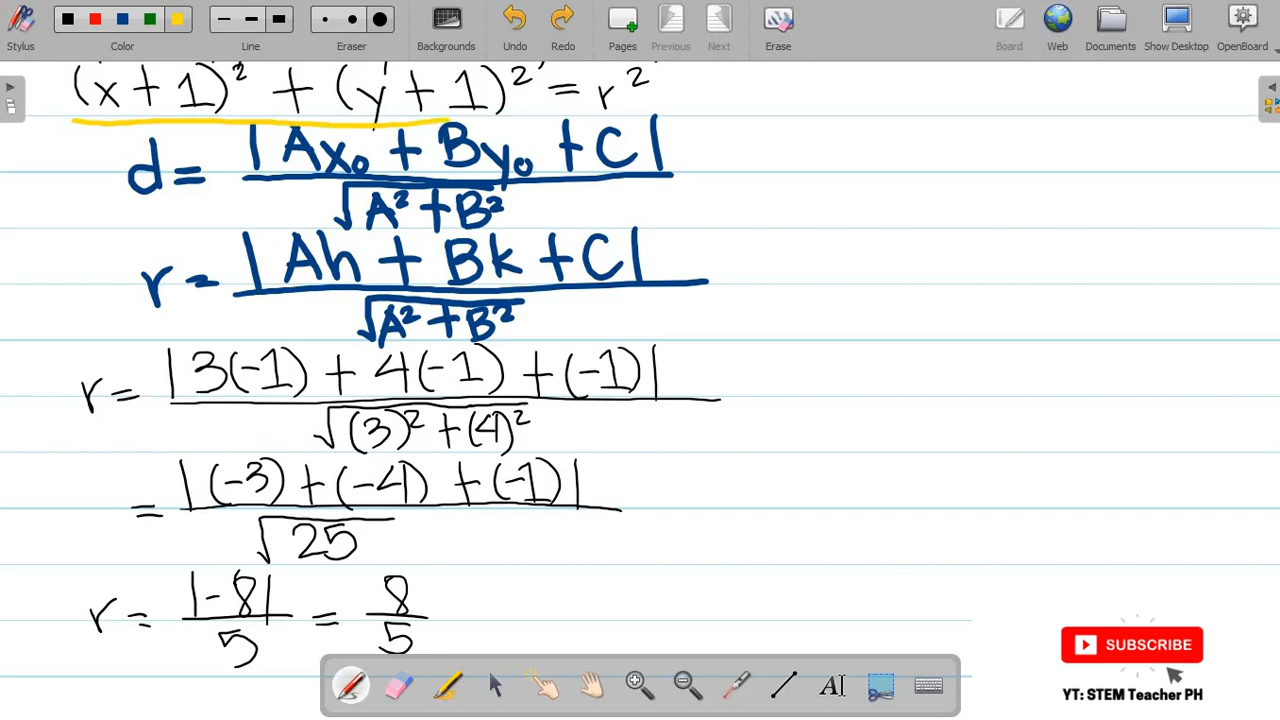 Stylus Color Line Eraser Backgrounds Undo Redo Pages Previous Next Erase Board Web Documents Show Desktop OpenBoard
(x + 1)² + (y + 1)² = r²
d = |Ax₀ + By₀ + C| / √A² + B²
r = |Ah + Bk + C| / √A² + B²
r = |3(-1) + 4(-1) + (-1)| / √(3)² + (4)²
= |(-3) + (-4) + (-1)| / √25
r = |-8| / 5 = 8 / 5
SUBSCRIBE
YT: STEM Teacher PH